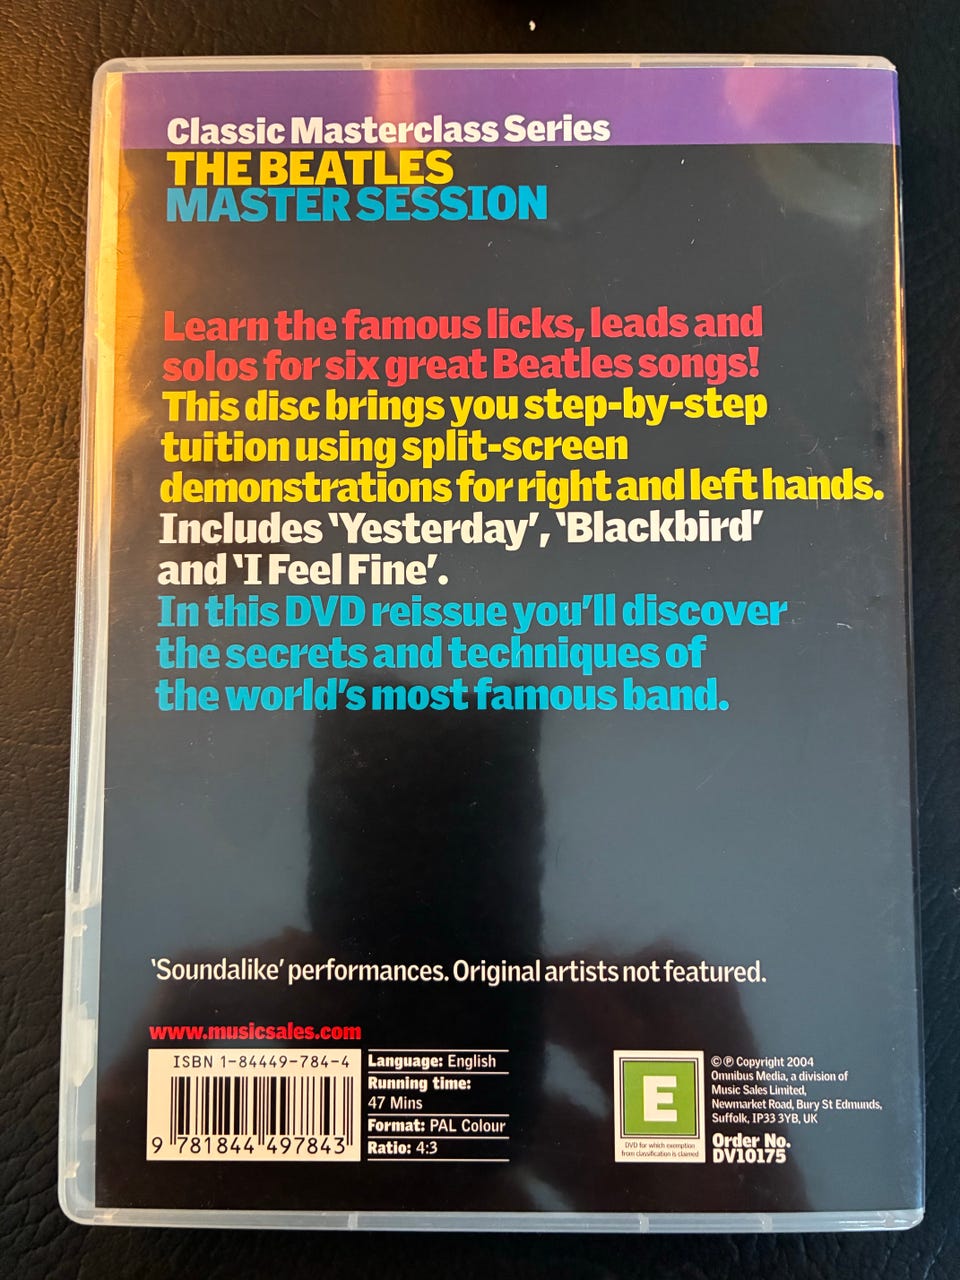 Classic Masterclass Series
THE BEATLES
MASTER SESSION
Learn the famous licks, leads and
solos for six great Beatles songs!
This disc brings you step-by-step
tuition using split-screen
demonstrations for right and left hands.
Includes ‘Yesterday’, ‘Blackbird’
and ‘I Feel Fine’.
In this DVD reissue you’ll discover
the secrets and techniques of
the world’s most famous band.
‘Soundalike’ performances. Original artists not featured.
www.musicsales.com
ISBN 1-84449-784-4
9 781844 497843
Language: English
Running time:
47 Mins
Format: PAL Colour
Ratio: 4:3
E
DVD for which exemption
from classification is claimed
© ℗ Copyright 2004
Omnibus Media, a division of
Music Sales Limited,
Newmarket Road, Bury St Edmunds,
Suffolk, IP33 3YB, UK
Order No.
DV10175